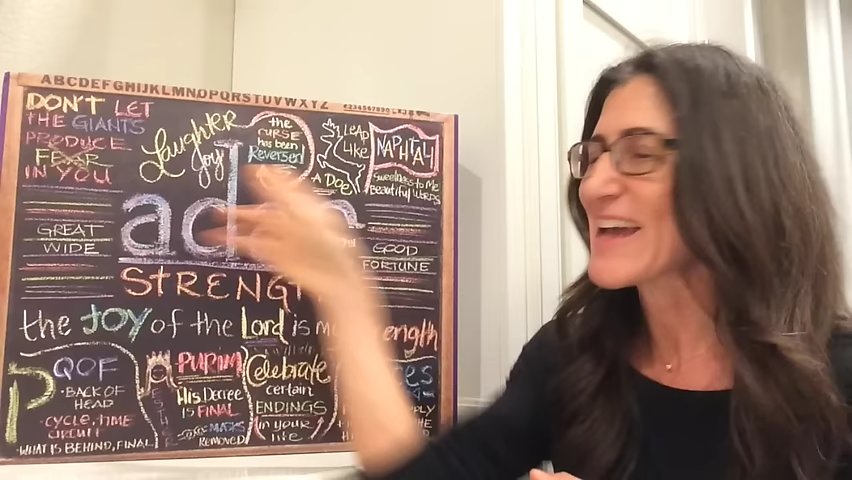 ABCDEFGHIJKLMNOPQRSTUVWXYZ
DON'T LET
THE GIANTS
PRODUCE
FEAR
IN YOU
Laughter
Joy
the
CURSE
has been
Reversed
LEAP
LIKE
A DOE
NAPHTALI
Sweetness to Me
Beautiful Words
GREAT
WIDE
GOOD
FORTUNE
the JOY of the Lord is
QOF
BACK OF
HEAD
CYCLE, TIME
CIRCUIT
WHAT IS BEHIND, FINAL
PURIM
His Decree
IS FINAL
MASKS
REMOVED
Celebrate
certain
ENDINGS
in your
life